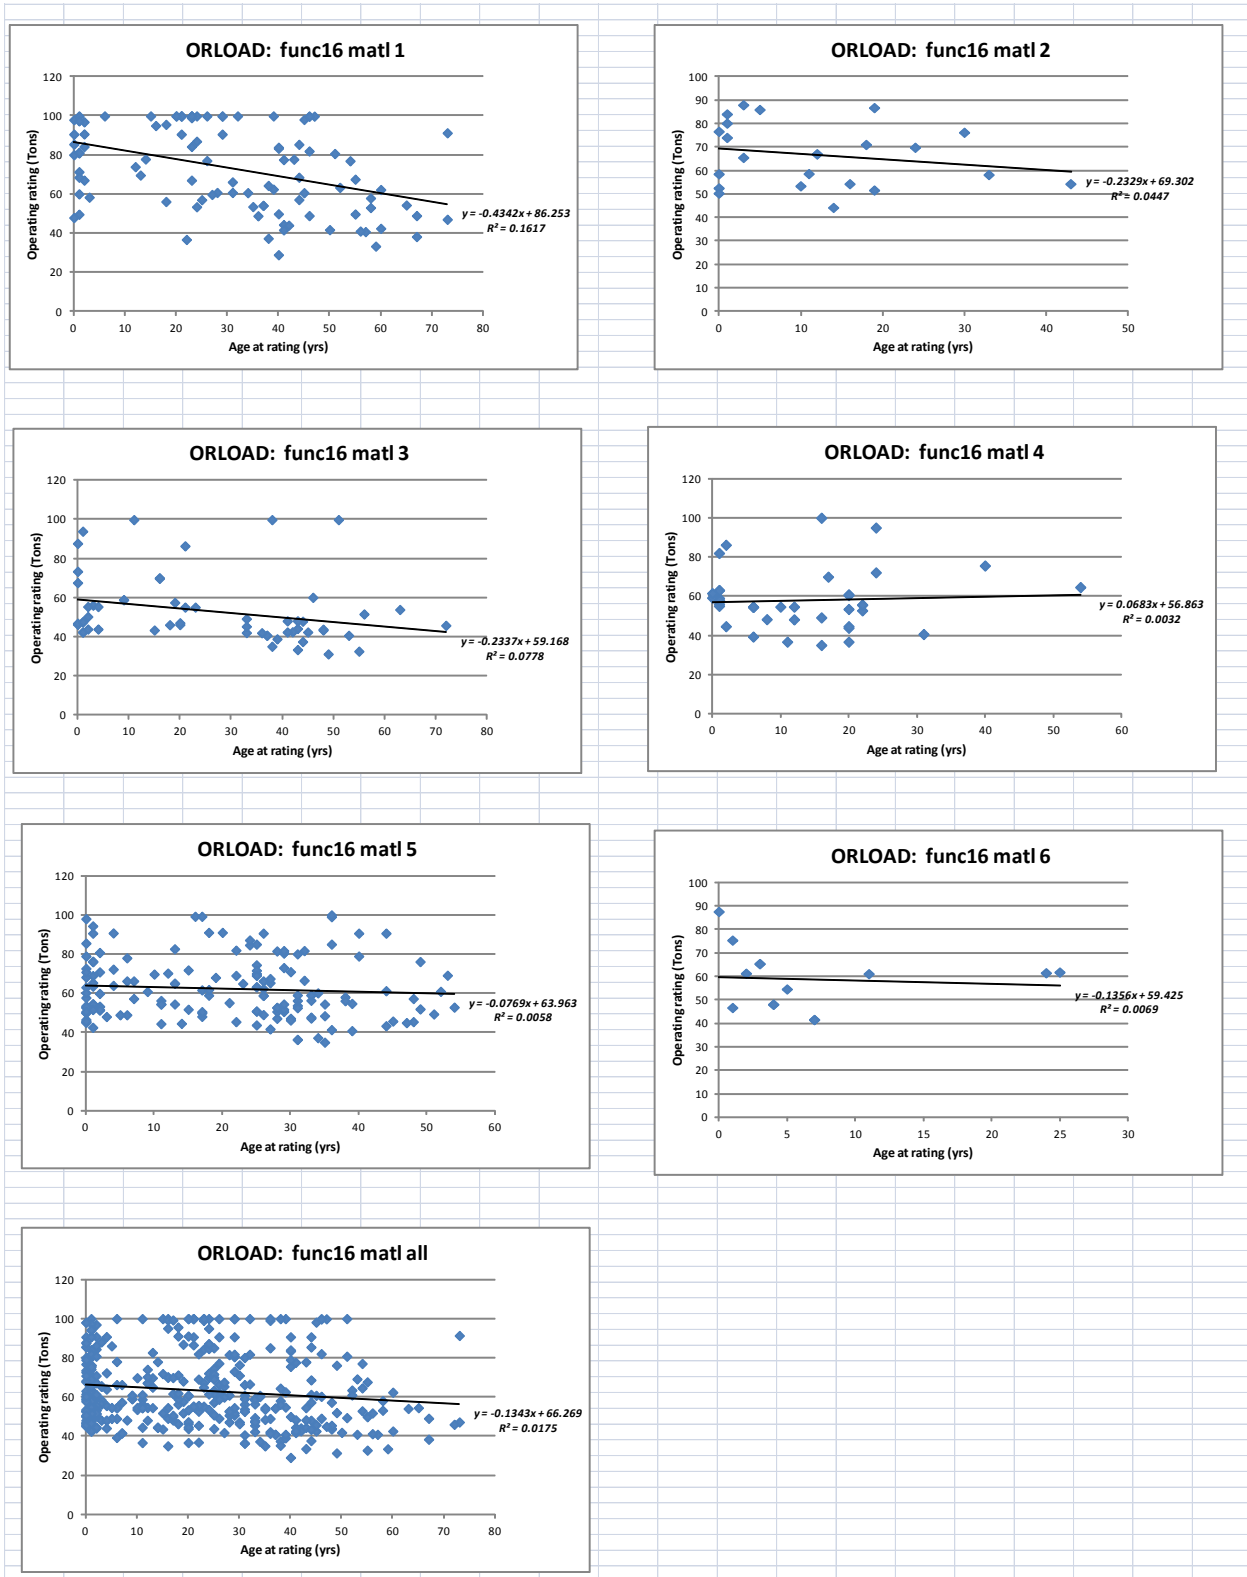 ORLOAD: func16 matl 1
120
100
80
60
40
20
0
Operating rating (Tons)
y = -0.4342x + 86.253
R² = 0.1617
0 10 20 30 40 50 60 70 80
Age at rating (yrs)
ORLOAD: func16 matl 2
100
90
80
70
60
50
40
30
20
10
0
Operating rating (Tons)
y = -0.2329x + 69.302
R² = 0.0447
0 10 20 30 40 50
Age at rating (yrs)
ORLOAD: func16 matl 3
120
100
80
60
40
20
0
Operating rating (Tons)
y = -0.2337x + 59.168
R² = 0.0778
0 10 20 30 40 50 60 70 80
Age at rating (yrs)
ORLOAD: func16 matl 4
120
100
80
60
40
20
0
Operating rating (Tons)
y = 0.0683x + 56.863
R² = 0.0032
0 10 20 30 40 50 60
Age at rating (yrs)
ORLOAD: func16 matl 5
120
100
80
60
40
20
0
Operating rating (Tons)
y = -0.0769x + 63.963
R² = 0.0058
0 10 20 30 40 50 60
Age at rating (yrs)
ORLOAD: func16 matl 6
100
90
80
70
60
50
40
30
20
10
0
Operating rating (Tons)
y = -0.1356x + 59.425
R² = 0.0069
0 5 10 15 20 25 30
Age at rating (yrs)
ORLOAD: func16 matl all
120
100
80
60
40
20
0
Operating rating (Tons)
y = -0.1343x + 66.269
R² = 0.0175
0 10 20 30 40 50 60 70 80
Age at rating (yrs)